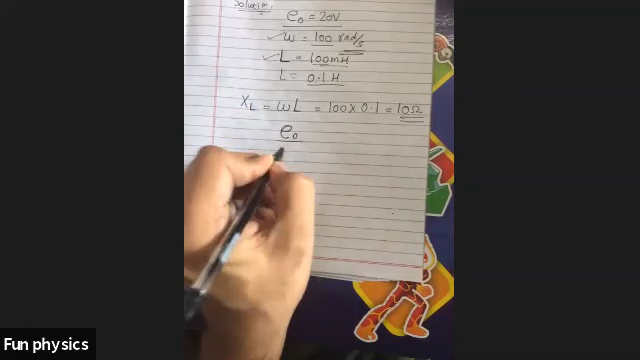 Solution:
e₀ = 20V
✓ ω = 100 rad/s
✓ L = 100mH
L = 0.1 H
X_L = ωL = 100 × 0.1 = 10Ω
e₀
Fun physics